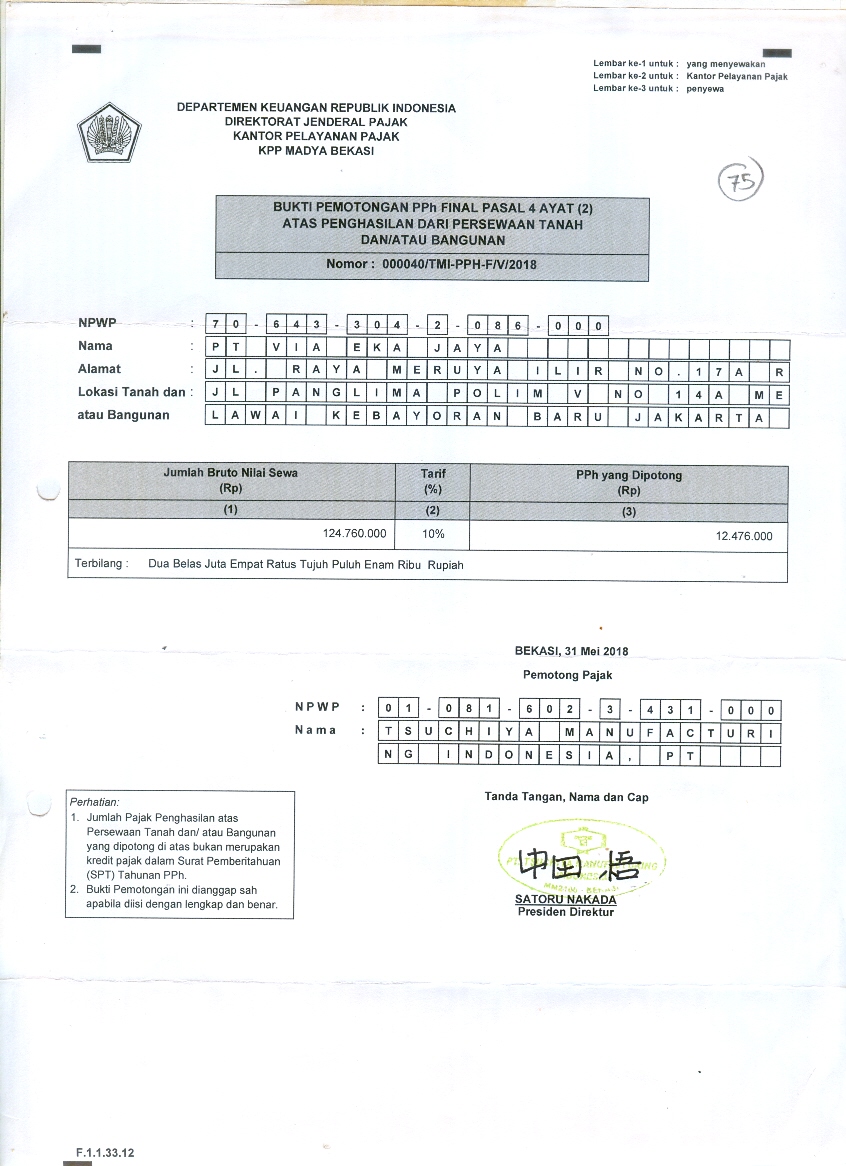 Lembar ke-1 untuk : yang menyewakan
Lembar ke-2 untuk : Kantor Pelayanan Pajak
Lembar ke-3 untuk : penyewa
DEPARTEMEN KEUANGAN REPUBLIK INDONESIA
DIREKTORAT JENDERAL PAJAK
KANTOR PELAYANAN PAJAK
KPP MADYA BEKASI
75
BUKTI PEMOTONGAN PPh FINAL PASAL 4 AYAT (2)
ATAS PENGHASILAN DARI PERSEWAAN TANAH
DAN/ATAU BANGUNAN
Nomor : 000040/TMI-PPH-F/V/2018
NPWP : 70-643-304-2-086-000
Nama : PT VIA EKA JAYA
Alamat : JL. RAYA MERUYA ILIR NO.17A R
Lokasi Tanah dan : JL PANGLIMA POLIM V NO 14A ME
atau Bangunan LAWAI KEBAYORAN BARU JAKARTA
Jumlah Bruto Nilai Sewa (Rp) Tarif (%) PPh yang Dipotong (Rp)
(1) (2) (3)
124.760.000 10% 12.476.000
Terbilang : Dua Belas Juta Empat Ratus Tujuh Puluh Enam Ribu Rupiah
BEKASI, 31 Mei 2018
Pemotong Pajak
NPWP : 01-081-602-3-431-000
Nama : TSUCHIYA MANUFACTURI
NG INDONESIA, PT
Tanda Tangan, Nama dan Cap
中田 悟
SATORU NAKADA
Presiden Direktur
Perhatian:
1. Jumlah Pajak Penghasilan atas
Persewaan Tanah dan/ atau Bangunan
yang dipotong di atas bukan merupakan
kredit pajak dalam Surat Pemberitahuan
(SPT) Tahunan PPh.
2. Bukti Pemotongan ini dianggap sah
apabila diisi dengan lengkap dan benar.
F.1.1.33.12